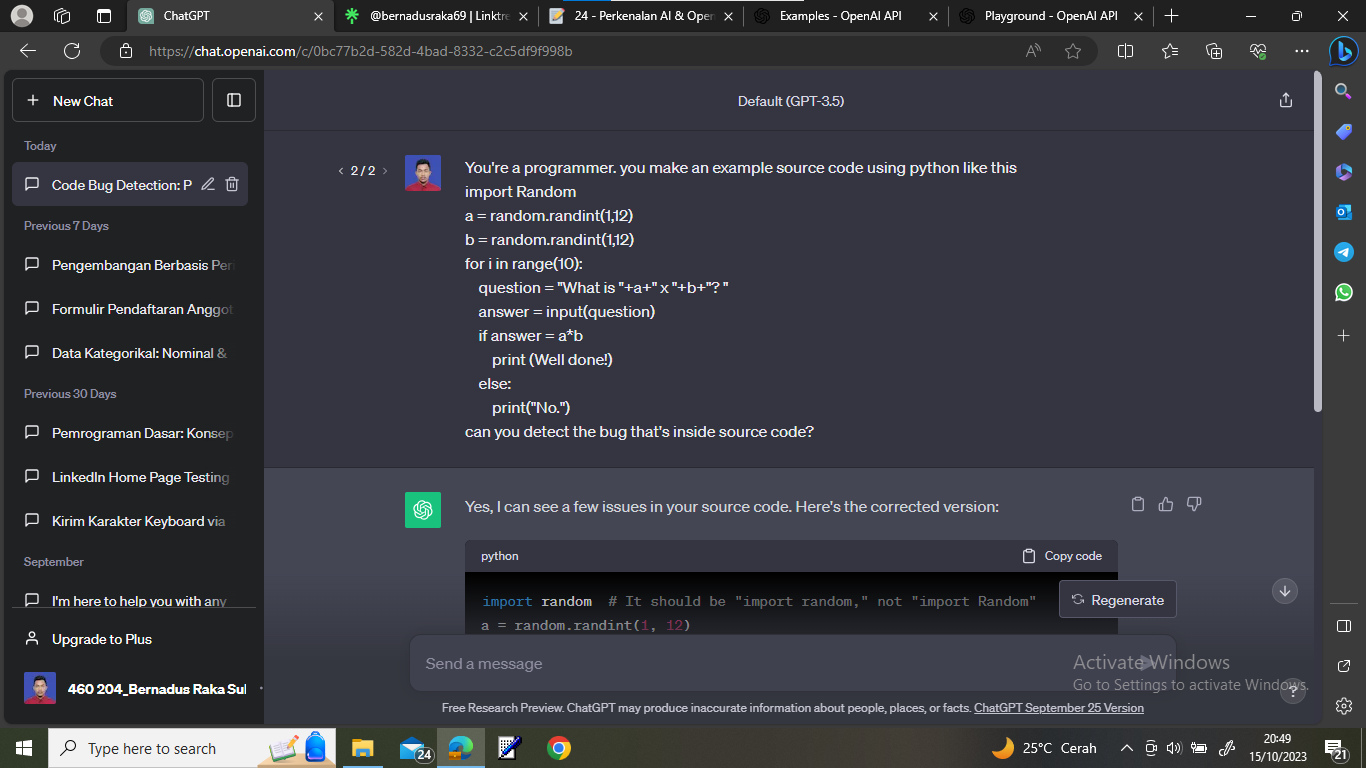 ChatGPT
@bernadusraka69 | Linktre
24 - Perkenalan AI & Open
Examples - OpenAI API
Playground - OpenAI API
https://chat.openai.com/c/0bc77b2d-582d-4bad-8332-c2c5df9f998b
New Chat
Default (GPT-3.5)
Today
Code Bug Detection: P
Previous 7 Days
Pengembangan Berbasis Per
Formulir Pendaftaran Anggot
Data Kategorikal: Nominal &
Previous 30 Days
Pemrograman Dasar: Konsep
LinkedIn Home Page Testing
Kirim Karakter Keyboard via
September
I'm here to help you with any
Upgrade to Plus
460 204_Bernadus Raka Sul
2 / 2
You're a programmer. you make an example source code using python like this
import Random
a = random.randint(1,12)
b = random.randint(1,12)
for i in range(10):
question = "What is "+a+" x "+b+"? "
answer = input(question)
if answer = a*b
print (Well done!)
else:
print("No.")
can you detect the bug that's inside source code?
Yes, I can see a few issues in your source code. Here's the corrected version:
python
Copy code
import random # It should be "import random," not "import Random"
a = random.randint(1, 12)
Regenerate
Send a message
Activate Windows
Go to Settings to activate Windows.
?
Free Research Preview. ChatGPT may produce inaccurate information about people, places, or facts. ChatGPT September 25 Version
Type here to search
24
25°C Cerah
20:49
15/10/2023
21